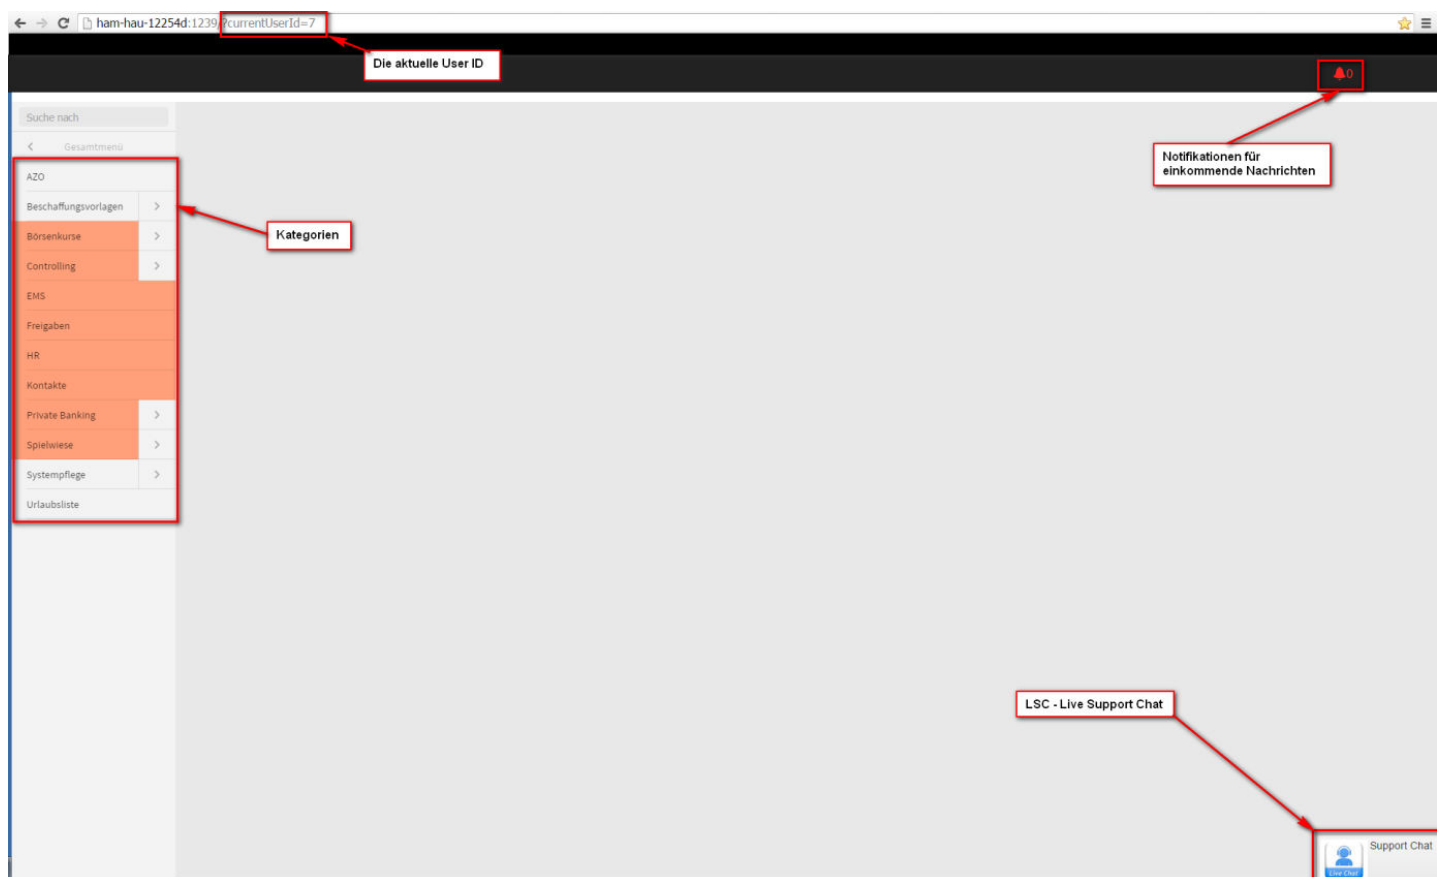 ham-hau-12254d:1239/?currentUserId=7
Die aktuelle User ID
0
Suche nach
Gesamtmenü
Notifikationen für
einkommende Nachrichten
AZO
Beschaffungsvorlagen
Börsenkurse
Kategorien
Controlling
EMS
Freigaben
HR
Kontakte
Private Banking
Spielwiese
Systempflege
Urlaubsliste
LSC - Live Support Chat
Support Chat
Live Chat